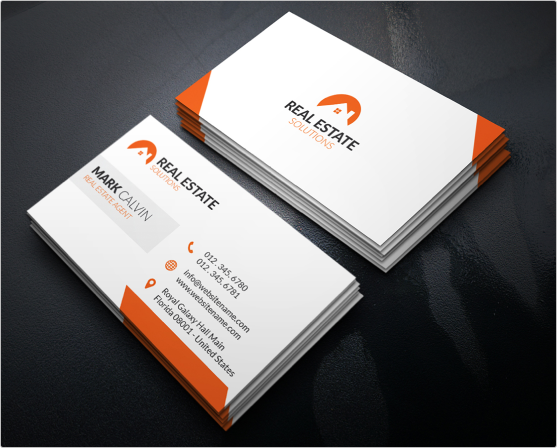 REAL ESTATE
SOLUTIONS
REAL ESTATE
SOLUTIONS
MARK CALVIN
REAL ESTATE AGENT
012. 345. 6780
012. 345. 6781
info@websitename.com
www.websitename.com
Royal Galaxy Hall Main
Florida 08001 - United States